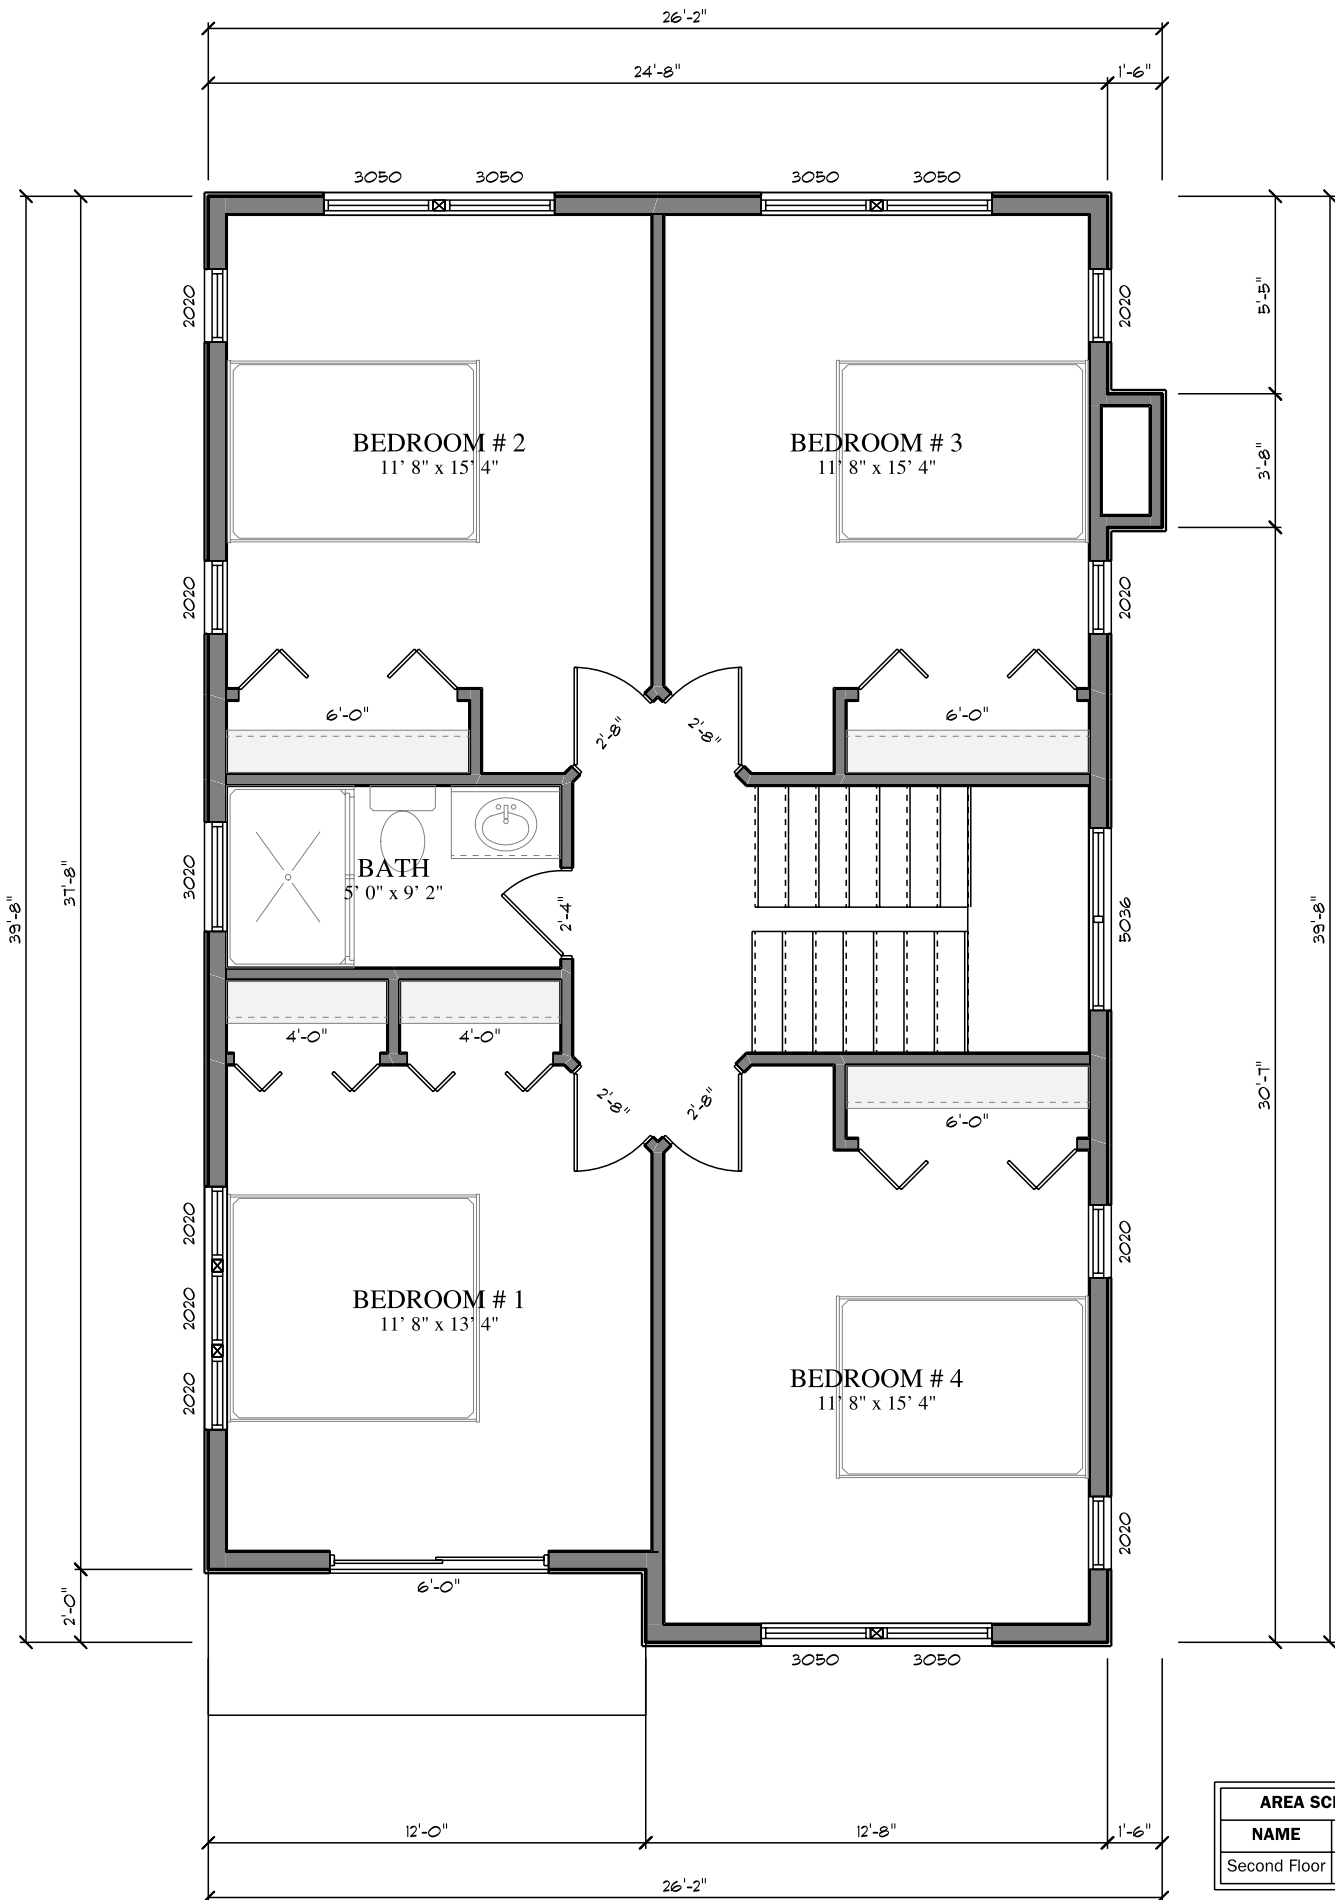 26'-2"
24'-8" 1'-6"
3050 3050 3050 3050
2020 2020
5'-5"
BEDROOM # 2
11' 8" x 15' 4"
BEDROOM # 3
11' 8" x 15' 4"
3'-8"
2020 2020
6'-0" 6'-0"
2'-8" 2'-8"
39'-8"
37'-8"
3020
BATH
5' 0" x 9' 2"
2'-4"
5036
39'-8"
4'-0" 4'-0"
2'-8" 2'-8"
6'-0"
30'-7"
2020
2020
2020
2020
BEDROOM # 1
11' 8" x 13' 4"
BEDROOM # 4
11' 8" x 15' 4"
2020
6'-0"
2'-0"
3050 3050
12'-0" 12'-8" 1'-6"
26'-2"
AREA SCH
NAME
Second Floor